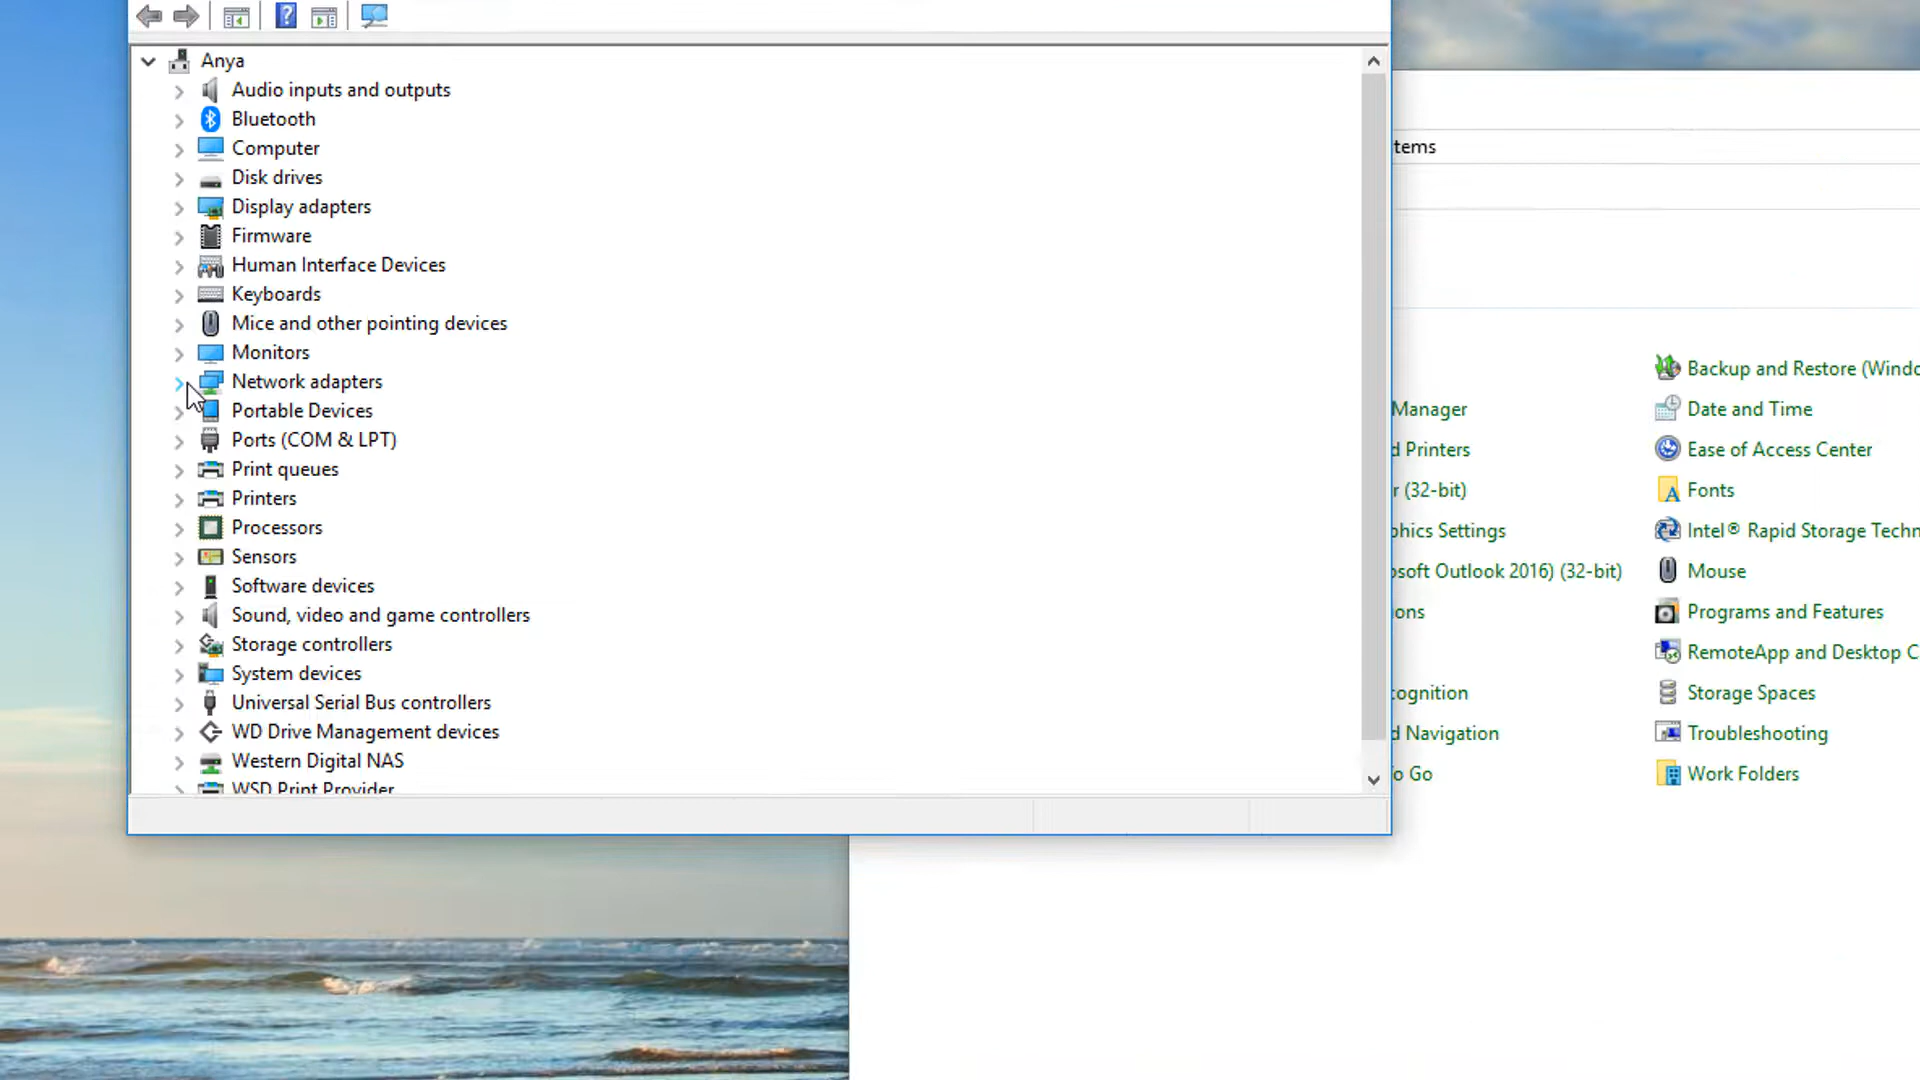 Anya
Audio inputs and outputs
Bluetooth
Computer
Disk drives
Display adapters
Firmware
Human Interface Devices
Keyboards
Mice and other pointing devices
Monitors
Network adapters
Portable Devices
Ports (COM & LPT)
Print queues
Printers
Processors
Sensors
Software devices
Sound, video and game controllers
Storage controllers
System devices
Universal Serial Bus controllers
WD Drive Management devices
Western Digital NAS
WSD Print Provider
tems
Manager
d Printers
r (32-bit)
phics Settings
osoft Outlook 2016) (32-bit)
ons
cognition
d Navigation
o Go
Backup and Restore (Windo
Date and Time
Ease of Access Center
Fonts
Intel® Rapid Storage Techn
Mouse
Programs and Features
RemoteApp and Desktop C
Storage Spaces
Troubleshooting
Work Folders